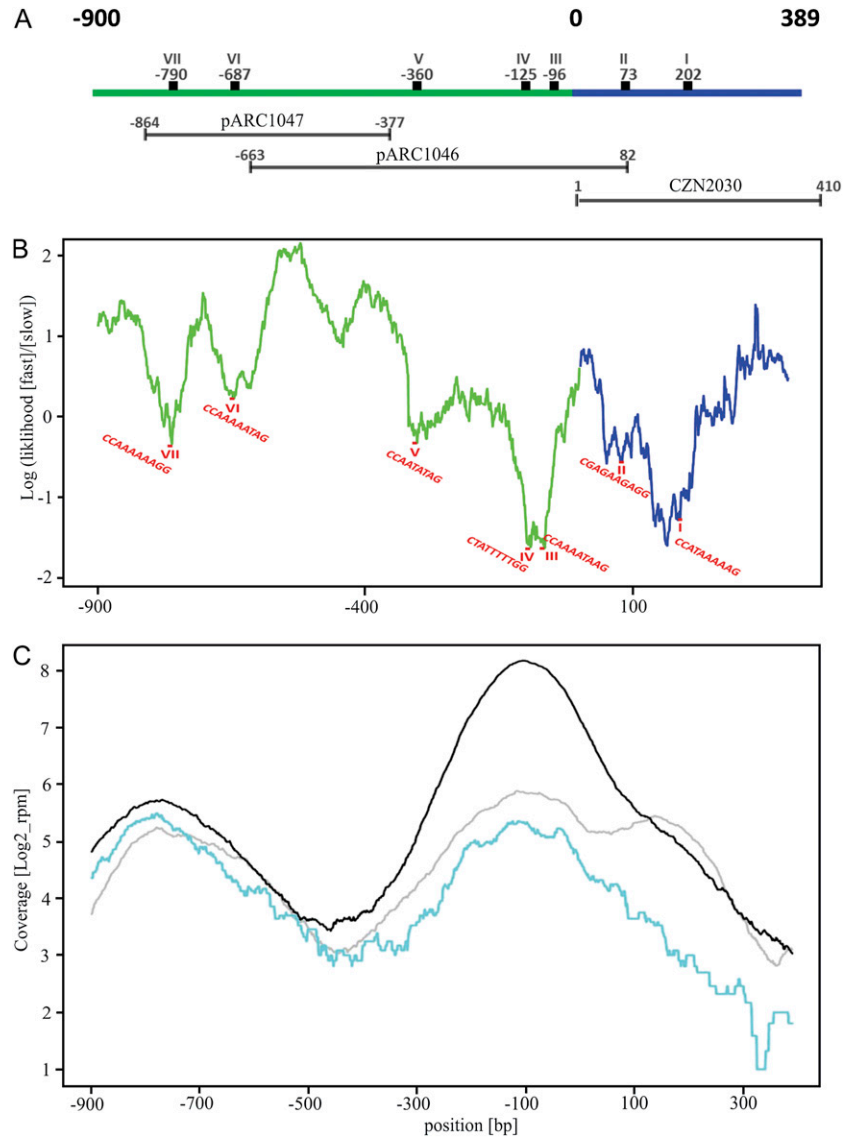 A
-900 0 389
VII VI V IV III II I
-790 -687 -360 -125 -96 73 202
-864 pARC1047 -377
-663 pARC1046 82
1 CZN2030 410
B
Log (liklihood [fast]/[slow])
2
1
0
-1
-2
VII
CCAAAAAAGG
VI
CCAAAAATAG
V
CCAATATAG
IV
CTATTTTTGG
III
CCAAAATAAG
II
CGAGAAGAGG
I
CCATAAAAAG
-900 -400 100
C
Coverage [Log2_rpm]
8
7
6
5
4
3
2
1
-900 -700 -500 -300 -100 100 300
position [bp]